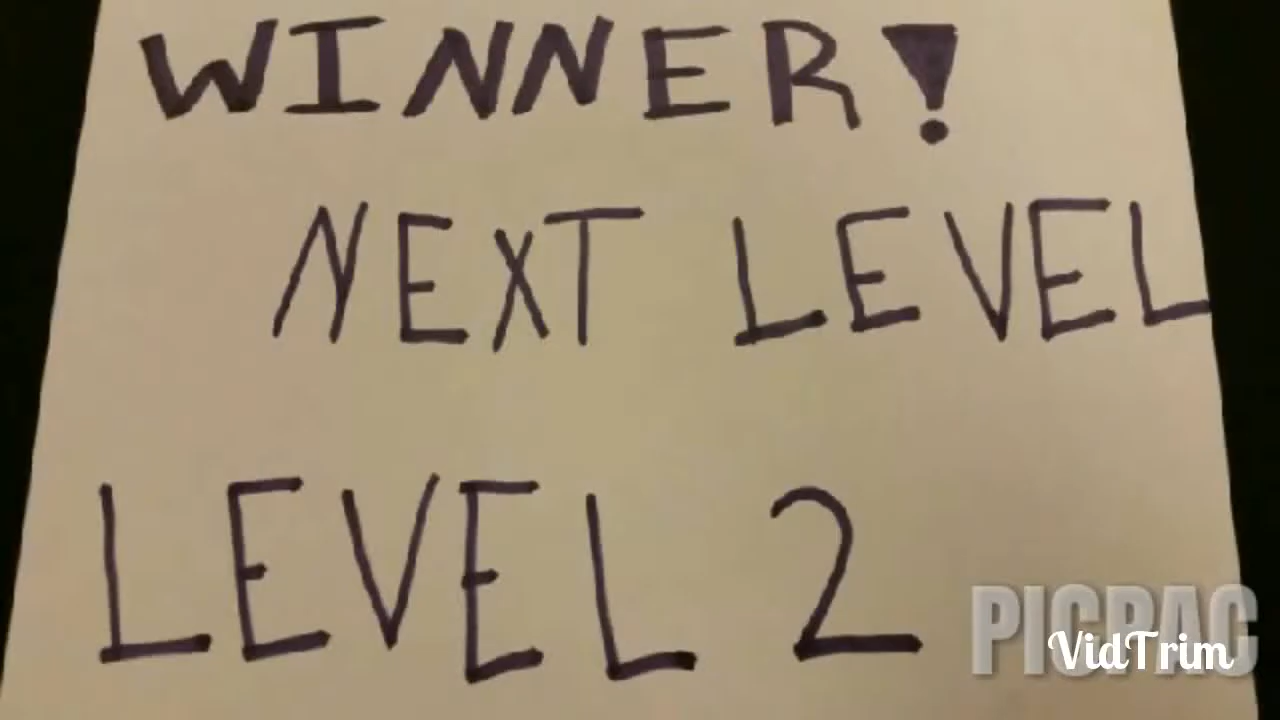 WINNER!
NEXT LEVEL
LEVEL 2
PICPAC
VidTrim